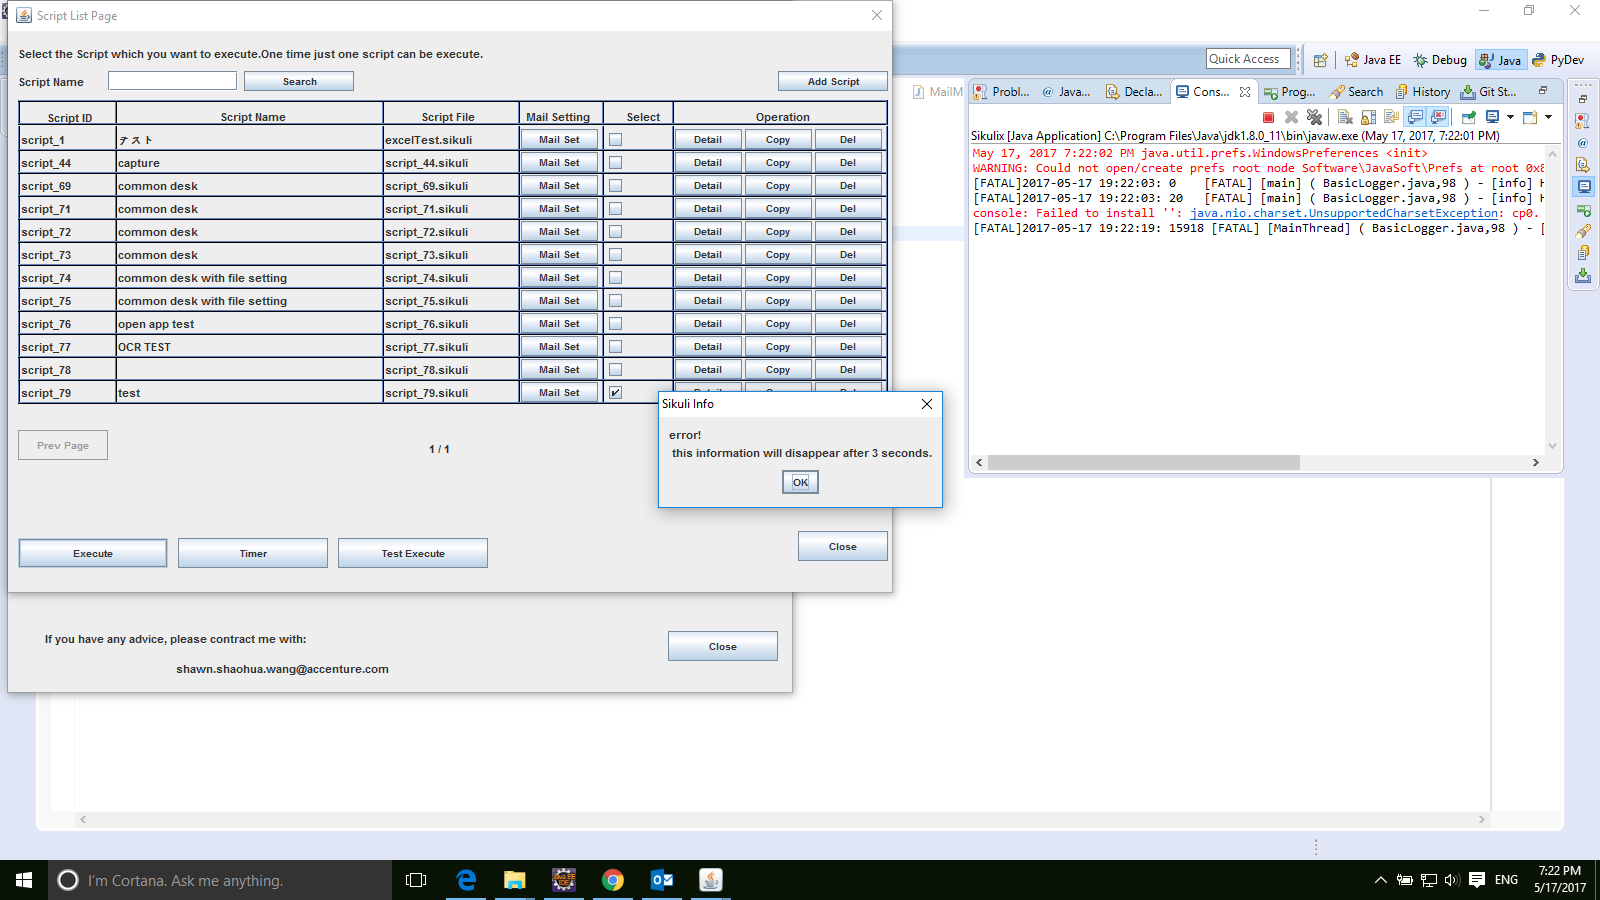 Script List Page
Select the Script which you want to execute.One time just one script can be execute.
Script Name
Search
Add Script
Script ID Script Name Script File Mail Setting Select Operation
script_1 テスト excelTest.sikuli Mail Set Detail Copy Del
script_44 capture script_44.sikuli Mail Set Detail Copy Del
script_69 common desk script_69.sikuli Mail Set Detail Copy Del
script_71 common desk script_71.sikuli Mail Set Detail Copy Del
script_72 common desk script_72.sikuli Mail Set Detail Copy Del
script_73 common desk script_73.sikuli Mail Set Detail Copy Del
script_74 common desk with file setting script_74.sikuli Mail Set Detail Copy Del
script_75 common desk with file setting script_75.sikuli Mail Set Detail Copy Del
script_76 open app test script_76.sikuli Mail Set Detail Copy Del
script_77 OCR TEST script_77.sikuli Mail Set Detail Copy Del
script_78 script_78.sikuli Mail Set Detail Copy Del
script_79 test script_79.sikuli Mail Set
Prev Page
1 / 1
Execute
Timer
Test Execute
Close
If you have any advice, please contract me with:
shawn.shaohua.wang@accenture.com
Close
Sikuli Info
error!
this information will disappear after 3 seconds.
OK
Quick Access
Java EE
Debug
Java
PyDev
MailM
Probl...
Java...
Decla...
Cons...
Prog...
Search
History
Git St...
Sikulix [Java Application] C:\Program Files\Java\jdk1.8.0_11\bin\javaw.exe (May 17, 2017, 7:22:01 PM)
May 17, 2017 7:22:02 PM java.util.prefs.WindowsPreferences <init>
WARNING: Could not open/create prefs root node Software\JavaSoft\Prefs at root 0x8
[FATAL]2017-05-17 19:22:03: 0 [FATAL] [main] ( BasicLogger.java,98 ) - [info] H
[FATAL]2017-05-17 19:22:03: 20 [FATAL] [main] ( BasicLogger.java,98 ) - [info] H
console: Failed to install '': java.nio.charset.UnsupportedCharsetException: cp0.
[FATAL]2017-05-17 19:22:19: 15918 [FATAL] [MainThread] ( BasicLogger.java,98 ) - [
I'm Cortana. Ask me anything.
ENG
7:22 PM
5/17/2017